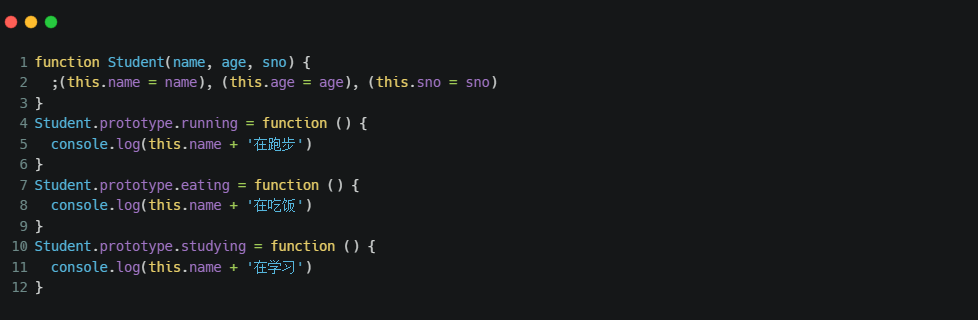 1 function Student(name, age, sno) {
2   ;(this.name = name), (this.age = age), (this.sno = sno)
3 }
4 Student.prototype.running = function () {
5   console.log(this.name + '在跑步')
6 }
7 Student.prototype.eating = function () {
8   console.log(this.name + '在吃饭')
9 }
10 Student.prototype.studying = function () {
11   console.log(this.name + '在学习')
12 }